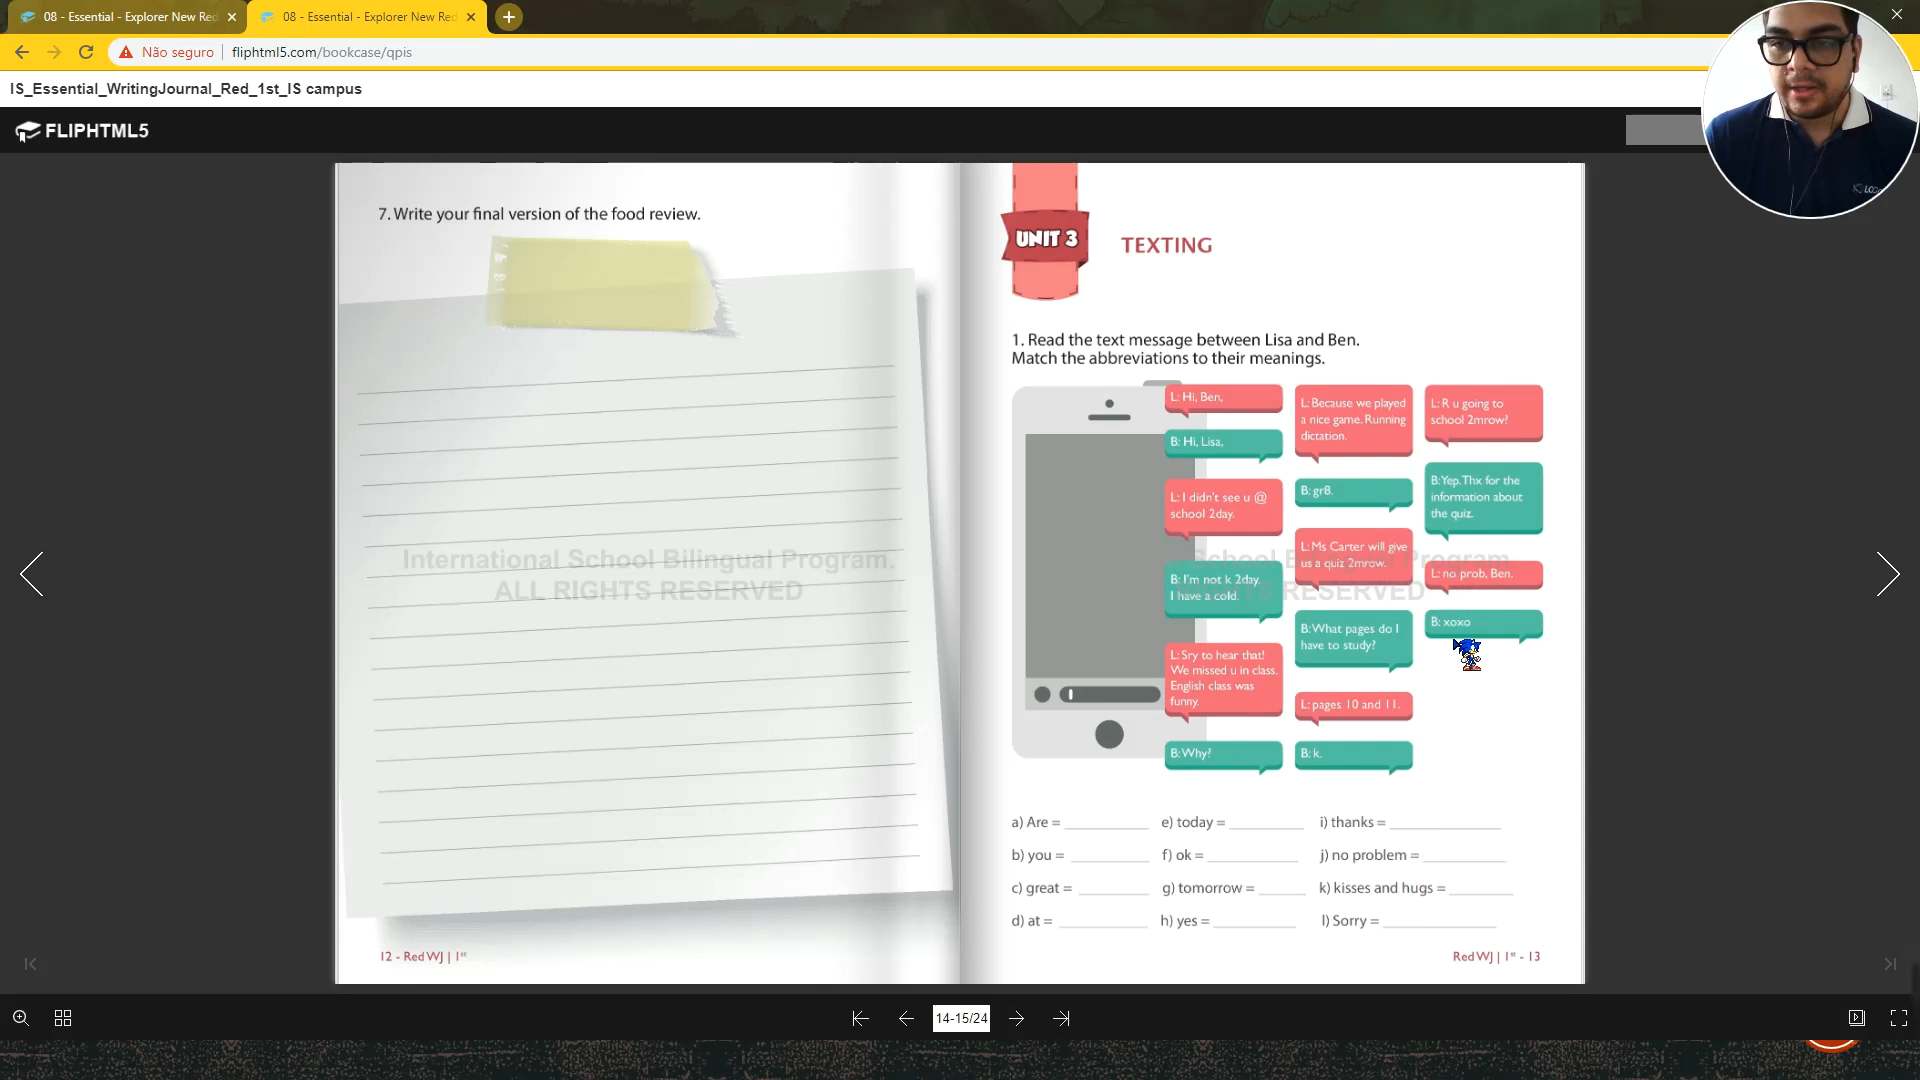 08 - Essential - Explorer New Red
08 - Essential - Explorer New Red
Não seguro
fliphtml5.com/bookcase/qpis
IS_Essential_WritingJournal_Red_1st_IS campus
FLIPHTML5
7. Write your final version of the food review.
International School Bilingual Program.
ALL RIGHTS RESERVED
12 - Red WJ | 1st
UNIT 3
TEXTING
1. Read the text message between Lisa and Ben.
Match the abbreviations to their meanings.
L: Hi, Ben,
B: Hi, Lisa,
L: I didn't see u @
school 2day.
B: I'm not k 2day.
I have a cold.
L: Sry to hear that!
We missed u in class.
English class was
funny.
B: Why?
L: Because we played
a nice game. Running
dictation.
B: gr8.
L: Ms Carter will give
us a quiz 2mrow.
B: What pages do I
have to study?
L: pages 10 and 11.
B: k.
L: R u going to
school 2mrow?
B: Yep. Thx for the
information about
the quiz.
L: no prob, Ben.
B: xoxo
School Bilingual Program.
RESERVED
a) Are =
e) today =
i) thanks =
b) you =
f) ok =
j) no problem =
c) great =
g) tomorrow =
k) kisses and hugs =
d) at =
h) yes =
l) Sorry =
Red WJ | 1st - 13
14-15/24